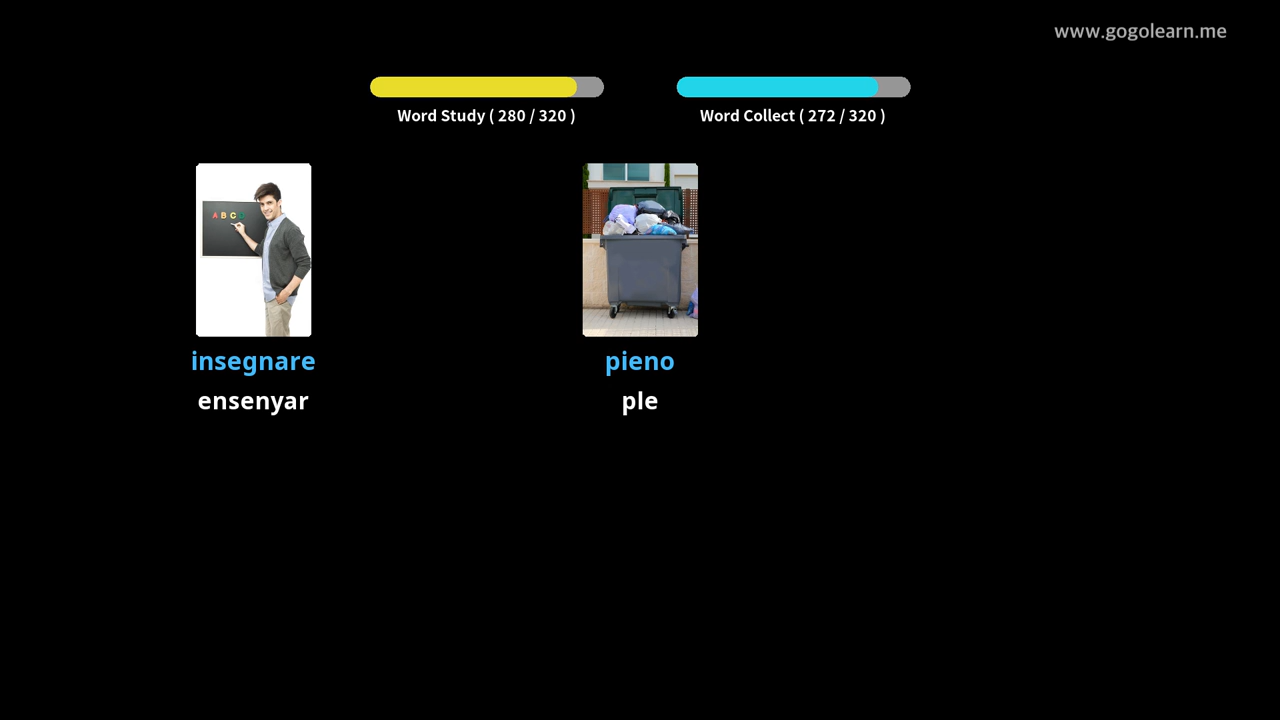 www.gogolearn.me
Word Study ( 280 / 320 )
Word Collect ( 272 / 320 )
A B C D
insegnare
pieno
ensenyar
ple